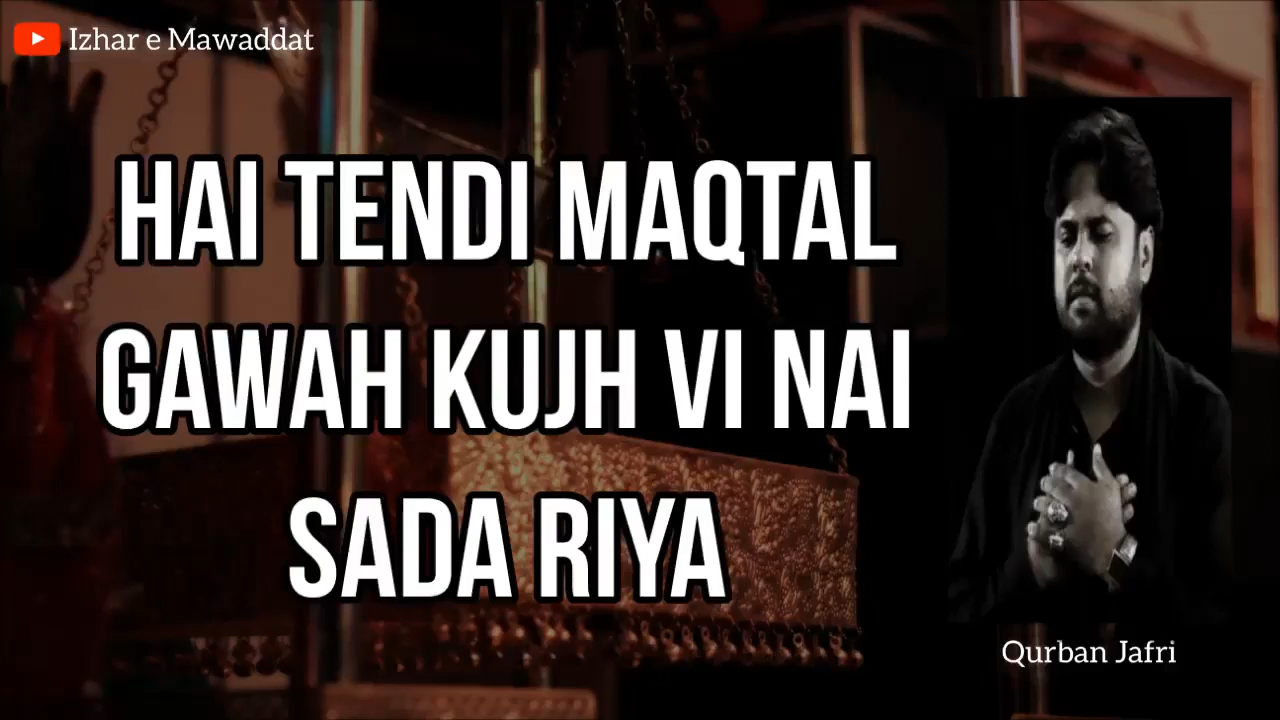 Izhar e Mawaddat
HAI TENDI MAQTAL
GAWAH KUJH VI NAI
SADA RIYA
Qurban Jafri